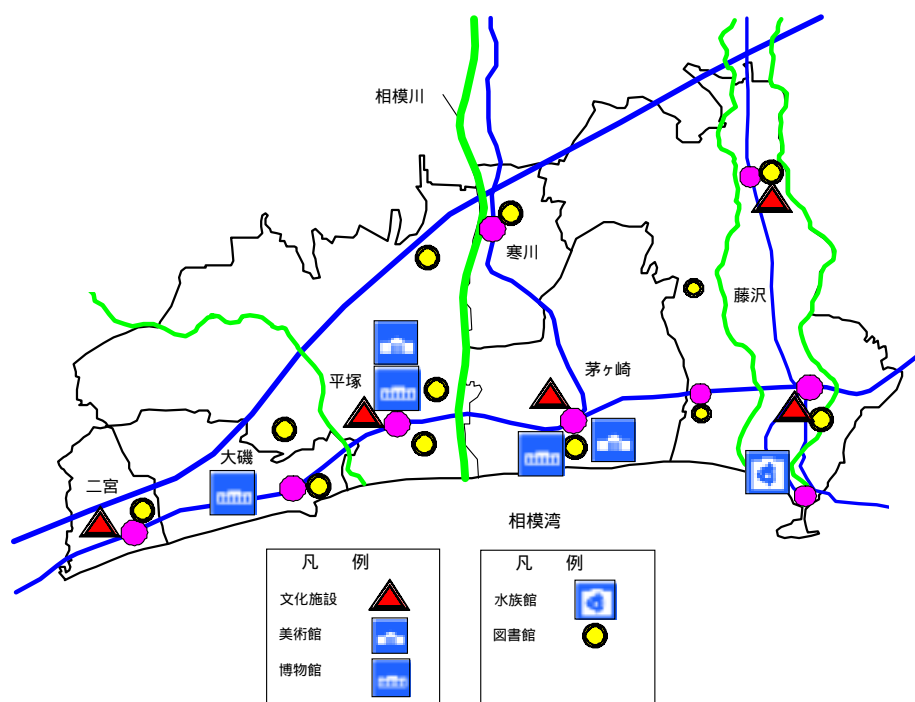 相模川
寒川
藤沢
茅ヶ崎
平塚
大磯
二宮
相模湾
凡 例
文化施設
美術館
博物館
凡 例
水族館
図書館